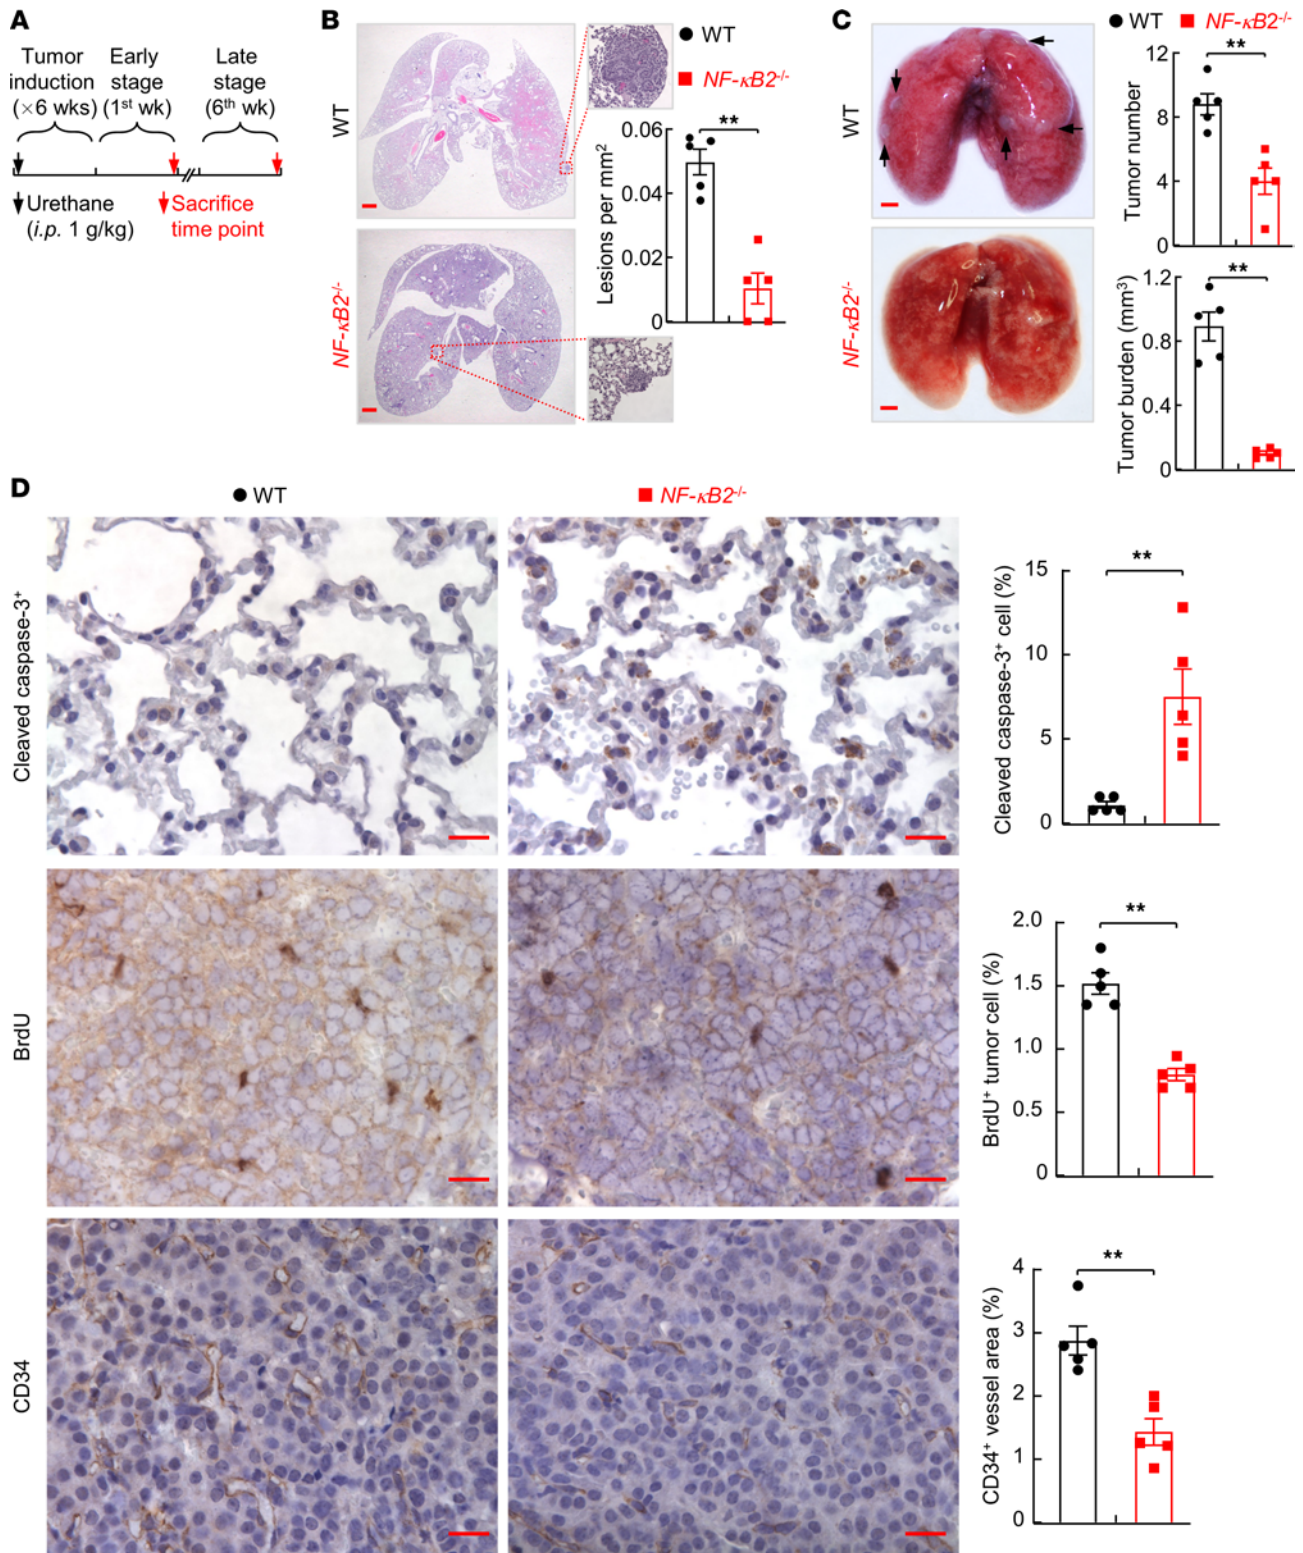 A
Tumor
induction
(×6 wks)
Early
stage
(1st wk)
Late
stage
(6th wk)
Urethane
(i.p. 1 g/kg)
Sacrifice
time point
B
WT
NF-κB2-/-
WT
NF-κB2-/-
Lesions per mm2
0.06
0.04
0.02
0
**
C
WT
NF-κB2-/-
WT
NF-κB2-/-
Tumor number
12
8
4
0
**
Tumor burden (mm3)
1.2
0.8
0.4
0
**
D
WT
NF-κB2-/-
Cleaved caspase-3+
Cleaved caspase-3+ cell (%)
15
10
5
0
**
BrdU
BrdU+ tumor cell (%)
2.0
1.5
1.0
0.5
0
**
CD34
CD34+ vessel area (%)
4
3
2
1
0
**